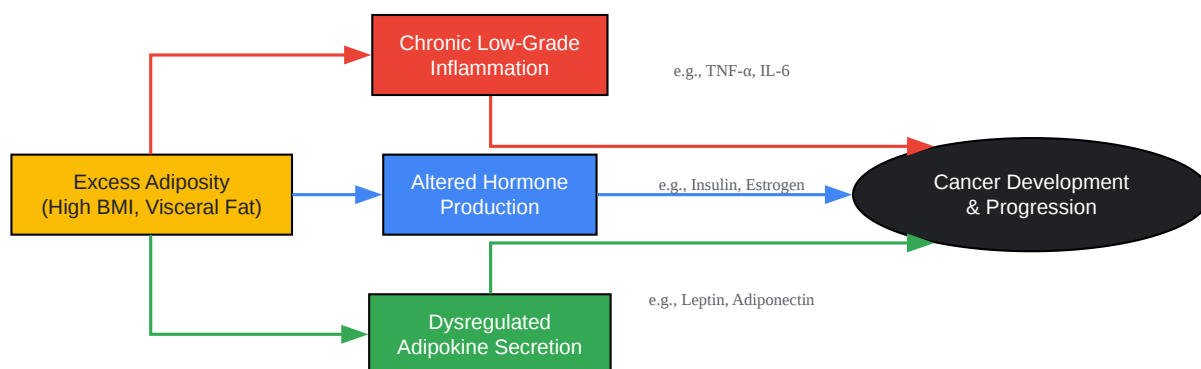 Chronic Low-Grade
Inflammation
e.g., TNF-α, IL-6
Excess Adiposity
(High BMI, Visceral Fat)
Altered Hormone
Production
e.g., Insulin, Estrogen
Cancer Development
& Progression
e.g., Leptin, Adiponectin
Dysregulated
Adipokine Secretion